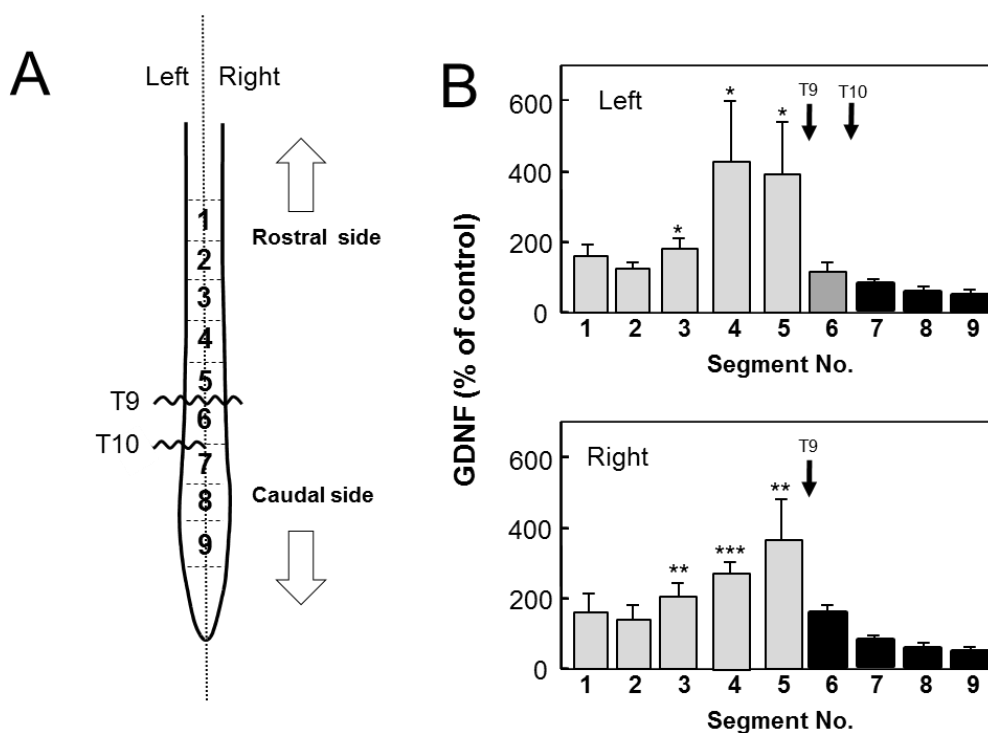 A
Left Right
1
2
3
4
5
6
7
8
9
T9
T10
Rostral side
Caudal side
B
GDNF (% of control)
Left
T9 T10
600
400
200
0
* * * 
1 2 3 4 5 6 7 8 9
Segment No.
Right
T9
600
400
200
0
** *** **
1 2 3 4 5 6 7 8 9
Segment No.